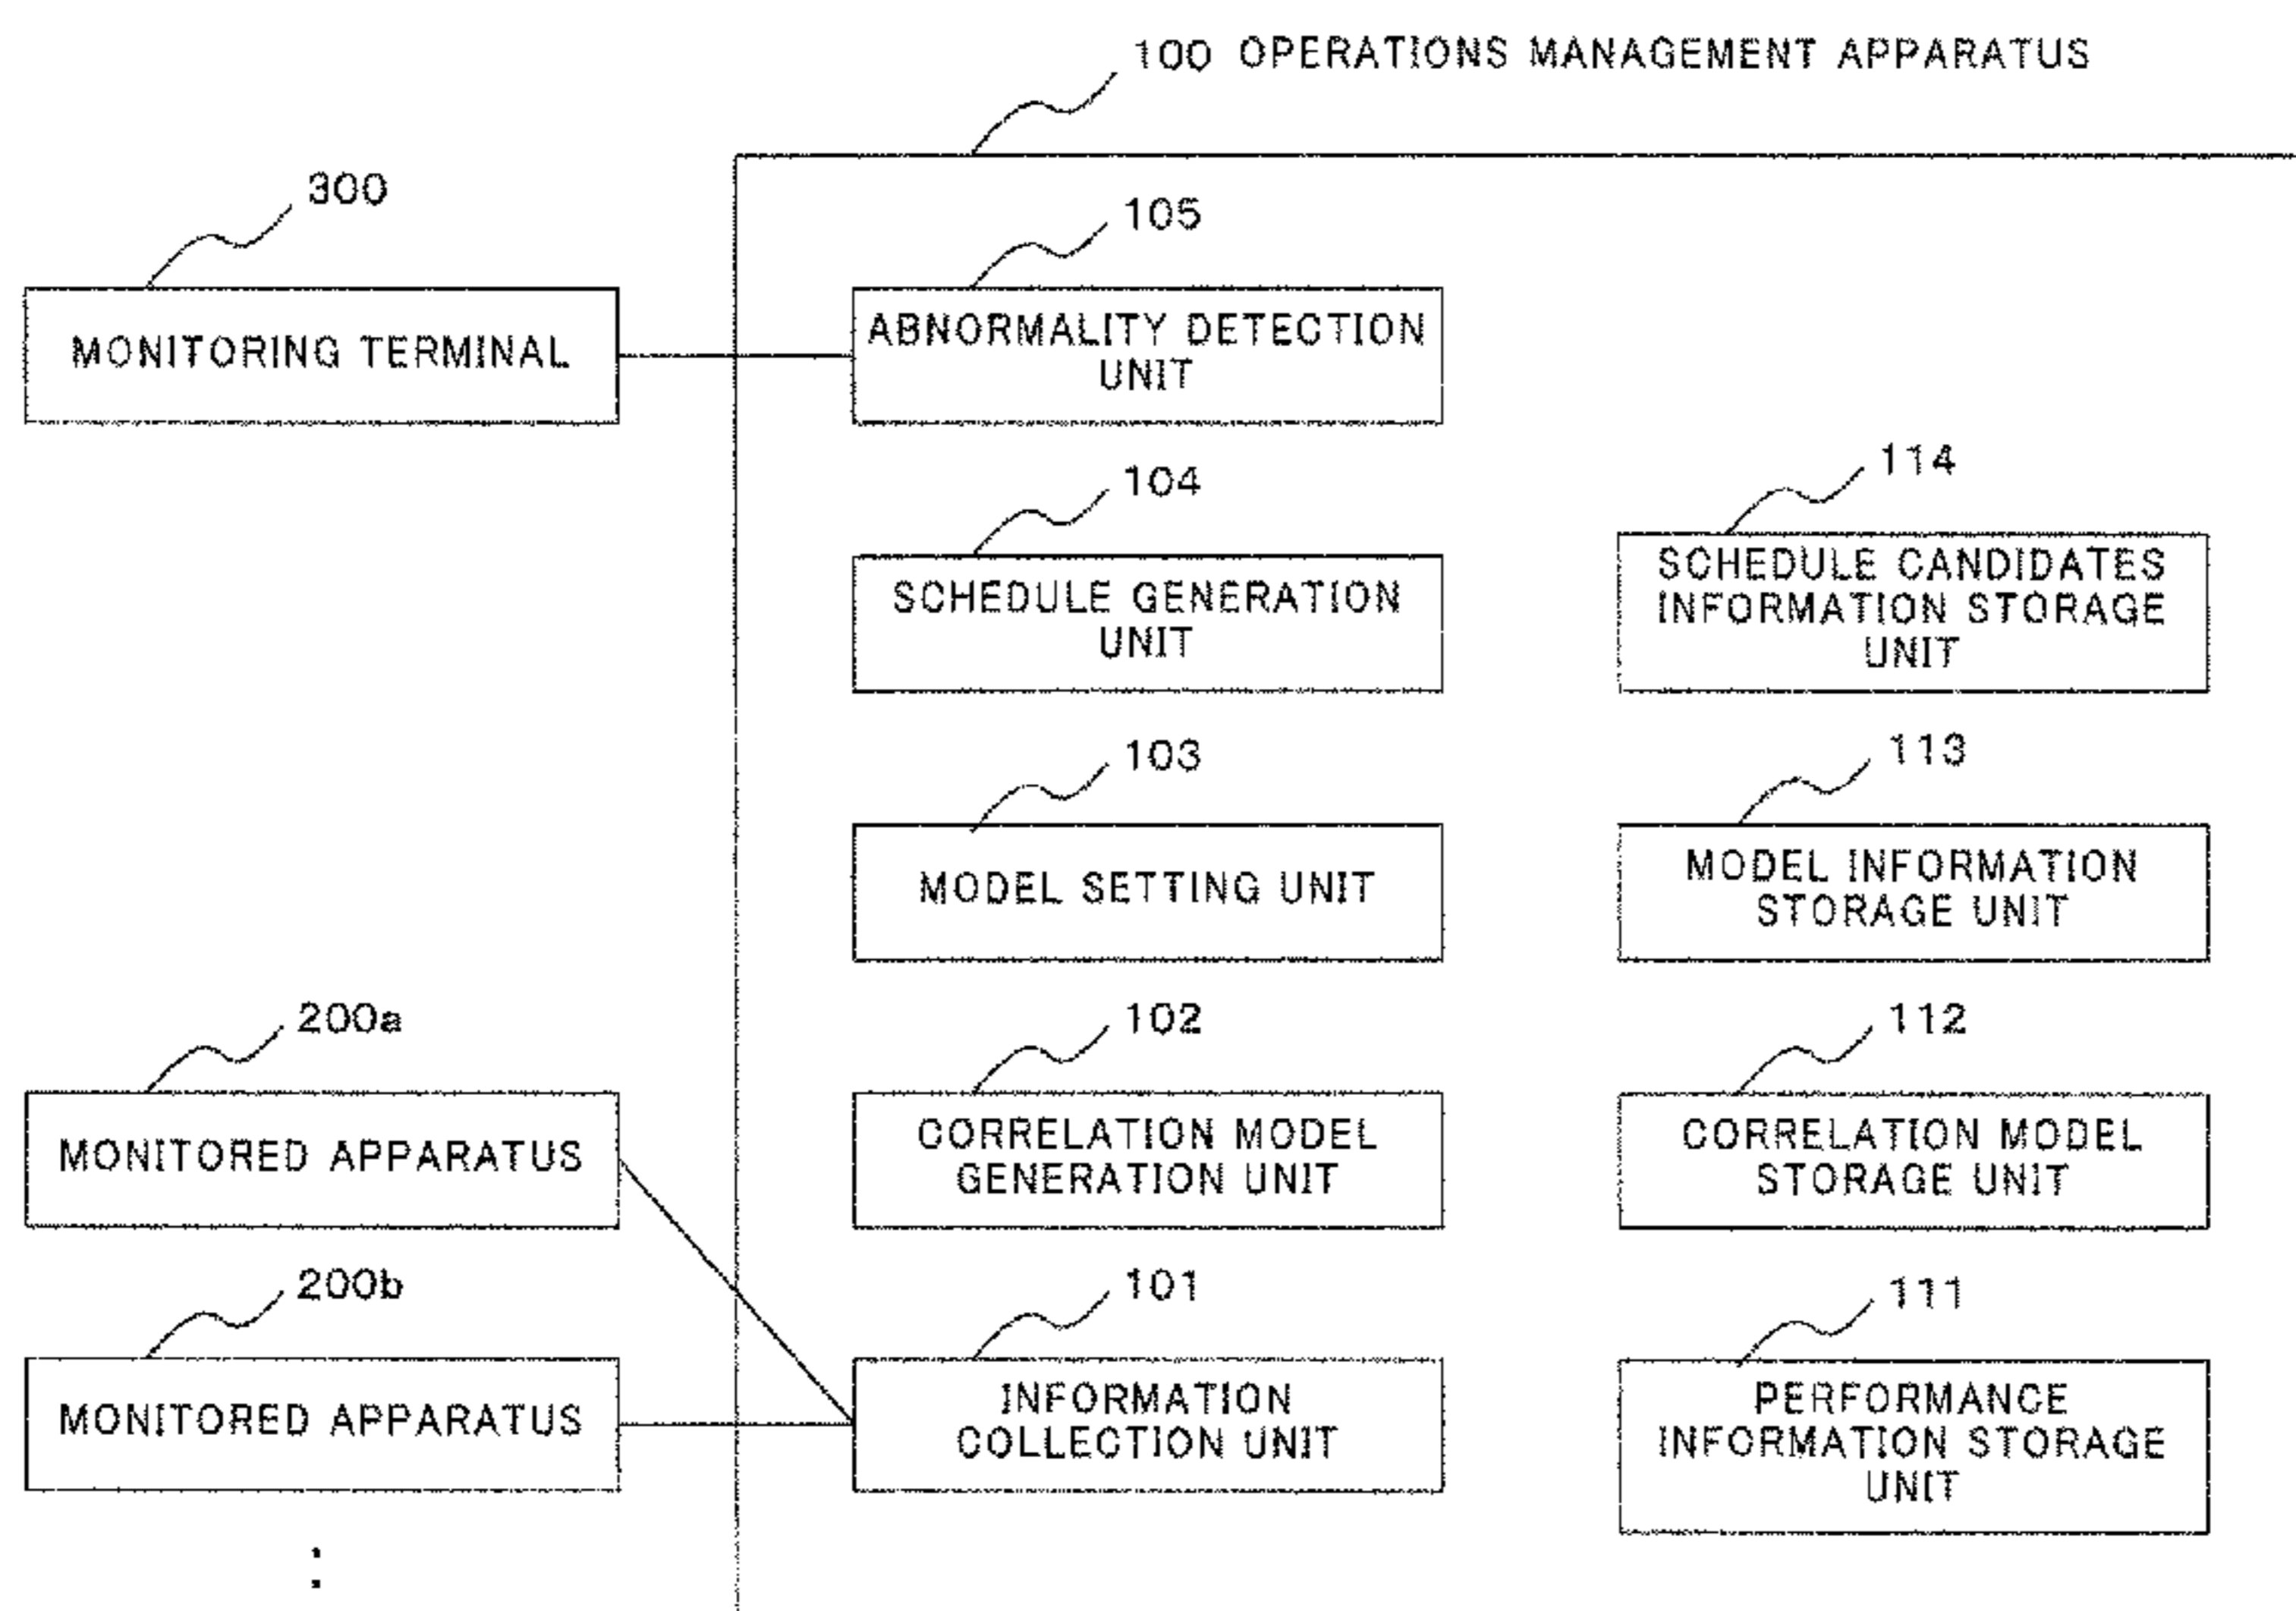 100 OPERATIONS MANAGEMENT APPARATUS
300
MONITORING TERMINAL
105
ABNORMALITY DETECTION
UNIT
104
SCHEDULE GENERATION
UNIT
114
SCHEDULE CANDIDATES
INFORMATION STORAGE
UNIT
103
MODEL SETTING UNIT
113
MODEL INFORMATION
STORAGE UNIT
200a
MONITORED APPARATUS
102
CORRELATION MODEL
GENERATION UNIT
112
CORRELATION MODEL
STORAGE UNIT
200b
MONITORED APPARATUS
101
INFORMATION
COLLECTION UNIT
111
PERFORMANCE
INFORMATION STORAGE
UNIT